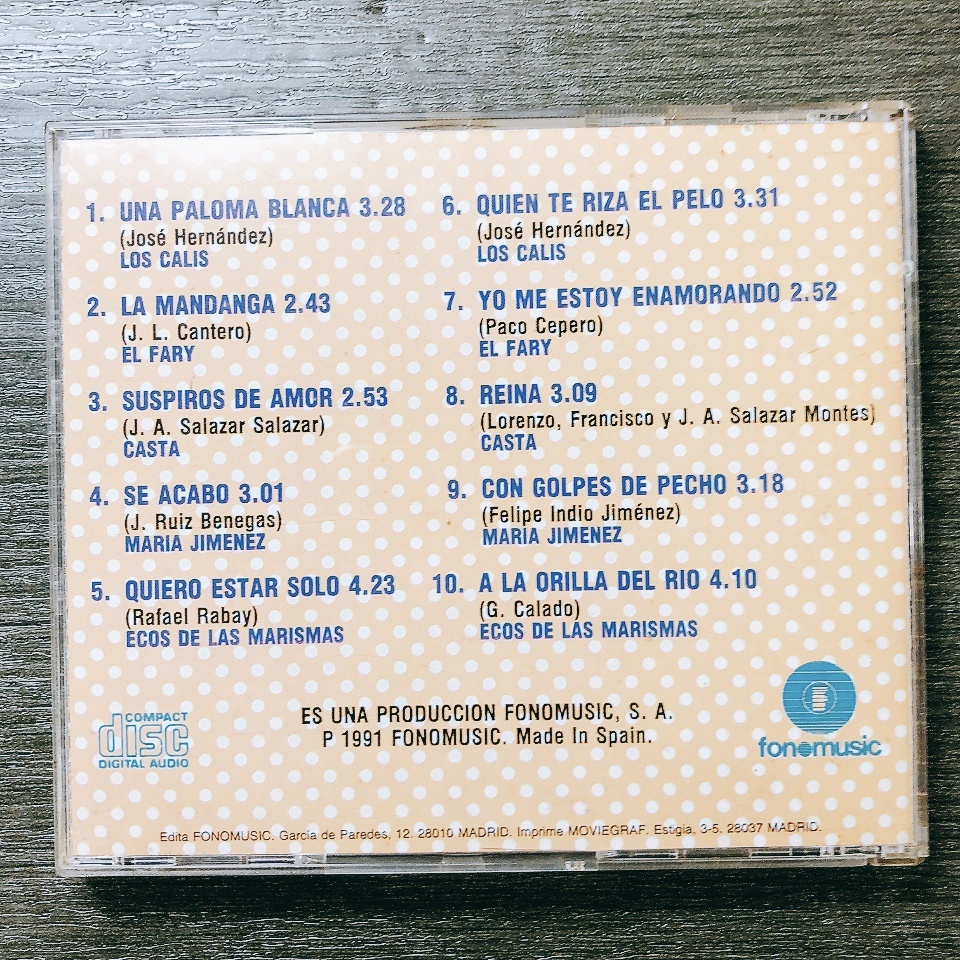 1. UNA PALOMA BLANCA 3.28
(José Hernández)
LOS CALIS
2. LA MANDANGA 2.43
(J. L. Cantero)
EL FARY
3. SUSPIROS DE AMOR 2.53
(J. A. Salazar Salazar)
CASTA
4. SE ACABO 3.01
(J. Ruiz Benegas)
MARIA JIMENEZ
5. QUIERO ESTAR SOLO 4.23
(Rafael Rabay)
ECOS DE LAS MARISMAS
6. QUIEN TE RIZA EL PELO 3.31
(José Hernández)
LOS CALIS
7. YO ME ESTOY ENAMORANDO 2.52
(Paco Cepero)
EL FARY
8. REINA 3.09
(Lorenzo, Francisco y J. A. Salazar Montes)
CASTA
9. CON GOLPES DE PECHO 3.18
(Felipe Indio Jiménez)
MARIA JIMENEZ
10. A LA ORILLA DEL RIO 4.10
(G. Calado)
ECOS DE LAS MARISMAS
COMPACT
disc
DIGITAL AUDIO
ES UNA PRODUCCION FONOMUSIC, S. A.
P 1991 FONOMUSIC. Made In Spain.
fonomusic
Edita FONOMUSIC. García de Paredes, 12. 28010 MADRID. Imprime MOVIEGRAF. Estigia, 3-5. 28037 MADRID.